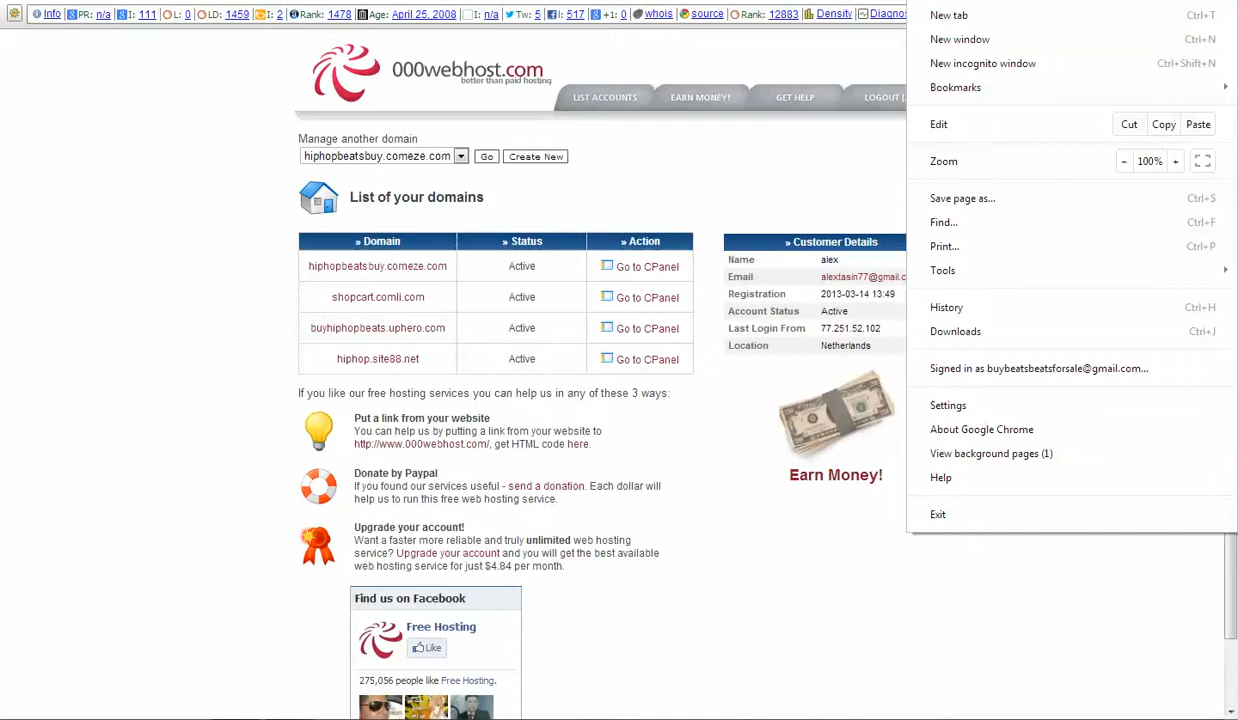 Info PR: n/a I: 111 L: 0 LD: 1459 I: 2 Rank: 1478 Age: April 25, 2008 I: n/a Tw: 5 I: 517 +1: 0 whois source Rank: 12883 Density Diagno
000webhost.com
better than paid hosting
LIST ACCOUNTS EARN MONEY! GET HELP LOGOUT
Manage another domain
hiphopbeatsbuy.comeze.com Go Create New
List of your domains
» Domain » Status » Action
hiphopbeatsbuy.comeze.com Active Go to CPanel
shopcart.comli.com Active Go to CPanel
buyhiphopbeats.uphero.com Active Go to CPanel
hiphop.site88.net Active Go to CPanel
» Customer Details
Name alex
Email alextasin77@gmail.c
Registration 2013-03-14 13:49
Account Status Active
Last Login From 77.251.52.102
Location Netherlands
If you like our free hosting services you can help us in any of these 3 ways:
Put a link from your website
You can help us by putting a link from your website to
http://www.000webhost.com/, get HTML code here.
Donate by Paypal
If you found our services useful - send a donation. Each dollar will
help us to run this free web hosting service.
Upgrade your account!
Want a faster more reliable and truly unlimited web hosting
service? Upgrade your account and you will get the best available
web hosting service for just $4.84 per month.
Earn Money!
Find us on Facebook
Free Hosting
Like
275,056 people like Free Hosting.
New tab Ctrl+T
New window Ctrl+N
New incognito window Ctrl+Shift+N
Bookmarks
Edit Cut Copy Paste
Zoom − 100% +
Save page as... Ctrl+S
Find... Ctrl+F
Print... Ctrl+P
Tools
History Ctrl+H
Downloads Ctrl+J
Signed in as buybeatsbeatsforsale@gmail.com...
Settings
About Google Chrome
View background pages (1)
Help
Exit